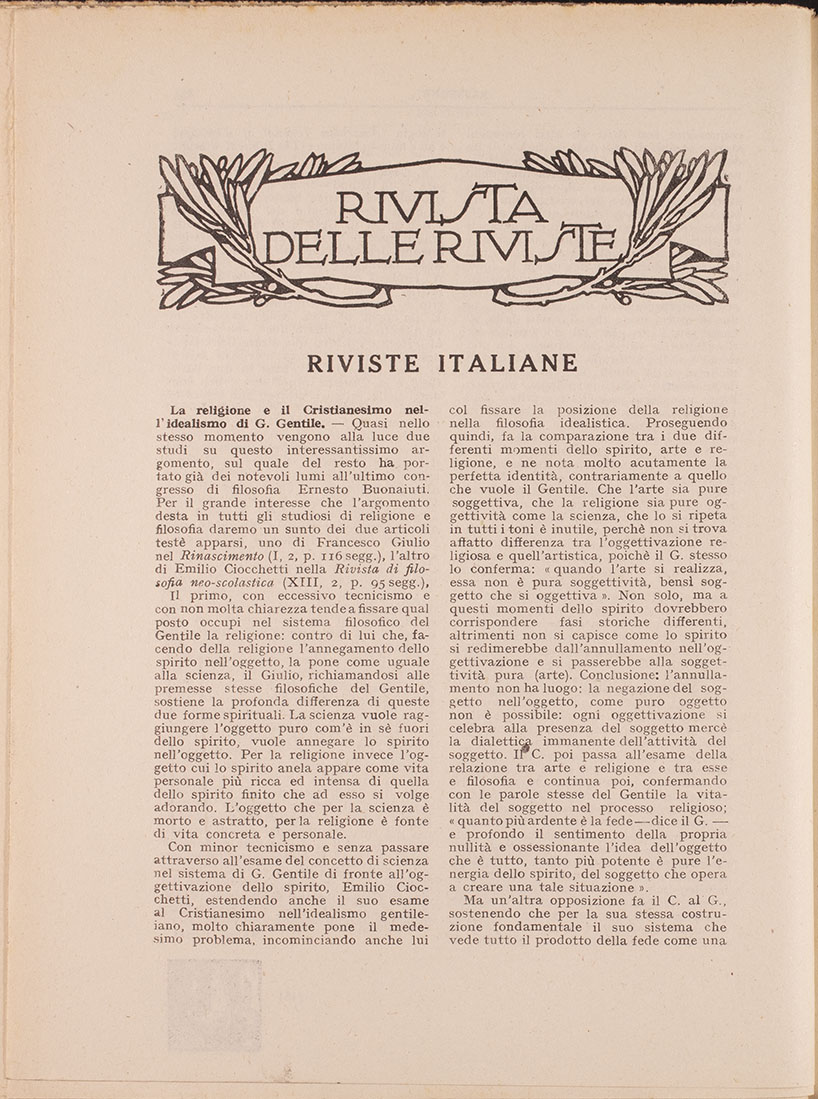 RIVISTA
DELLE RIVISTE
RIVISTE ITALIANE
La religione e il Cristianesimo nel-
l'idealismo di G. Gentile. — Quasi nello
stesso momento vengono alla luce due
studi su questo interessantissimo ar-
gomento, sul quale del resto ha por-
tato già dei notevoli lumi all'ultimo con-
gresso di filosofia Ernesto Buonaiuti.
Per il grande interesse che l'argomento
desta in tutti gli studiosi di religione e
filosofia daremo un sunto dei due articoli
testè apparsi, uno di Francesco Giulio
nel Rinascimento (I, 2, p. 116 segg.), l'altro
di Emilio Ciocchetti nella Rivista di filo-
sofia neo-scolastica (XIII, 2, p. 95 segg.),
Il primo, con eccessivo tecnicismo e
con non molta chiarezza tende a fissare qual
posto occupi nel sistema filosofico del
Gentile la religione: contro di lui che, fa-
cendo della religione l'annegamento dello
spirito nell'oggetto, la pone come uguale
alla scienza, il Giulio, richiamandosi alle
premesse stesse filosofiche del Gentile,
sostiene la profonda differenza di queste
due forme spirituali. La scienza vuole rag-
giungere l'oggetto puro com'è in sè fuori
dello spirito, vuole annegare lo spirito
nell'oggetto. Per la religione invece l'og-
getto cui lo spirito anela appare come vita
personale più ricca ed intensa di quella
dello spirito finito che ad esso si volge
adorando. L'oggetto che per la scienza è
morto e astratto, per la religione è fonte
di vita concreta e personale.
Con minor tecnicismo e senza passare
attraverso all'esame del concetto di scienza
nel sistema di G. Gentile di fronte all'og-
gettivazione dello spirito, Emilio Cioc-
chetti, estendendo anche il suo esame
al Cristianesimo nell'idealismo gentile-
iano, molto chiaramente pone il mede-
simo problema, incominciando anche lui
col fissare la posizione della religione
nella filosofia idealistica. Proseguendo
quindi, fa la comparazione tra i due dif-
ferenti momenti dello spirito, arte e re-
ligione, e ne nota molto acutamente la
perfetta identità, contrariamente a quello
che vuole il Gentile. Che l'arte sia pure
soggettiva, che la religione sia pure og-
gettività come la scienza, che lo si ripeta
in tutti i toni è inutile, perchè non si trova
affatto differenza tra l'oggettivazione re-
ligiosa e quell'artistica, poichè il G. stesso
lo conferma: « quando l'arte si realizza,
essa non è pura soggettività, bensì sog-
getto che si oggettiva ». Non solo, ma a
questi momenti dello spirito dovrebbero
corrispondere fasi storiche differenti,
altrimenti non si capisce come lo spirito
si redimerebbe dall'annullamento nell'og-
gettivazione e si passerebbe alla sogget-
tività pura (arte). Conclusione: l'annulla-
mento non ha luogo: la negazione del sog-
getto nell'oggetto, come puro oggetto
non è possibile: ogni oggettivazione si
celebra alla presenza del soggetto mercè
la dialettica immanente dell'attività del
soggetto. Il C. poi passa all'esame della
relazione tra arte e religione e tra esse
e filosofia e continua poi, confermando
con le parole stesse del Gentile la vita-
lità del soggetto nel processo religioso;
« quanto più ardente è la fede — dice il G. —
e profondo il sentimento della propria
nullità e ossessionante l'idea dell'oggetto
che è tutto, tanto più potente è pure l'e-
nergia dello spirito, del soggetto che opera
a creare una tale situazione ».
Ma un'altra opposizione fa il C. al G.,
sostenendo che per la sua stessa costru-
zione fondamentale il suo sistema che
vede tutto il prodotto della fede come una